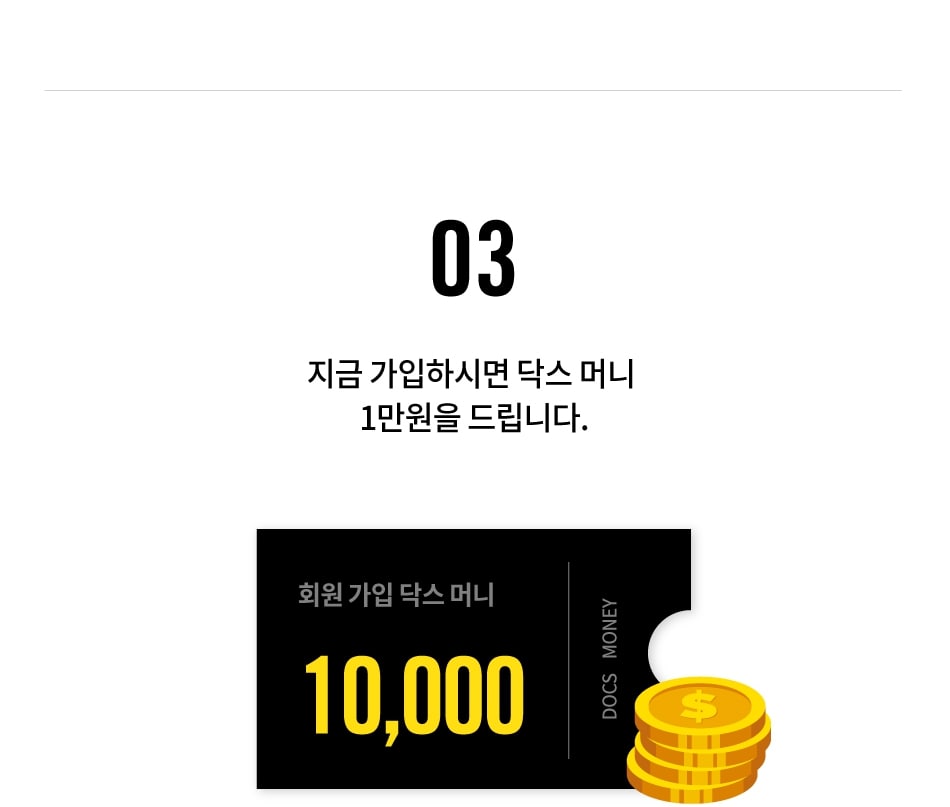 03
지금 가입하시면 닥스 머니
1만원을 드립니다.
회원 가입 닥스 머니
10,000
DOCS MONEY
$